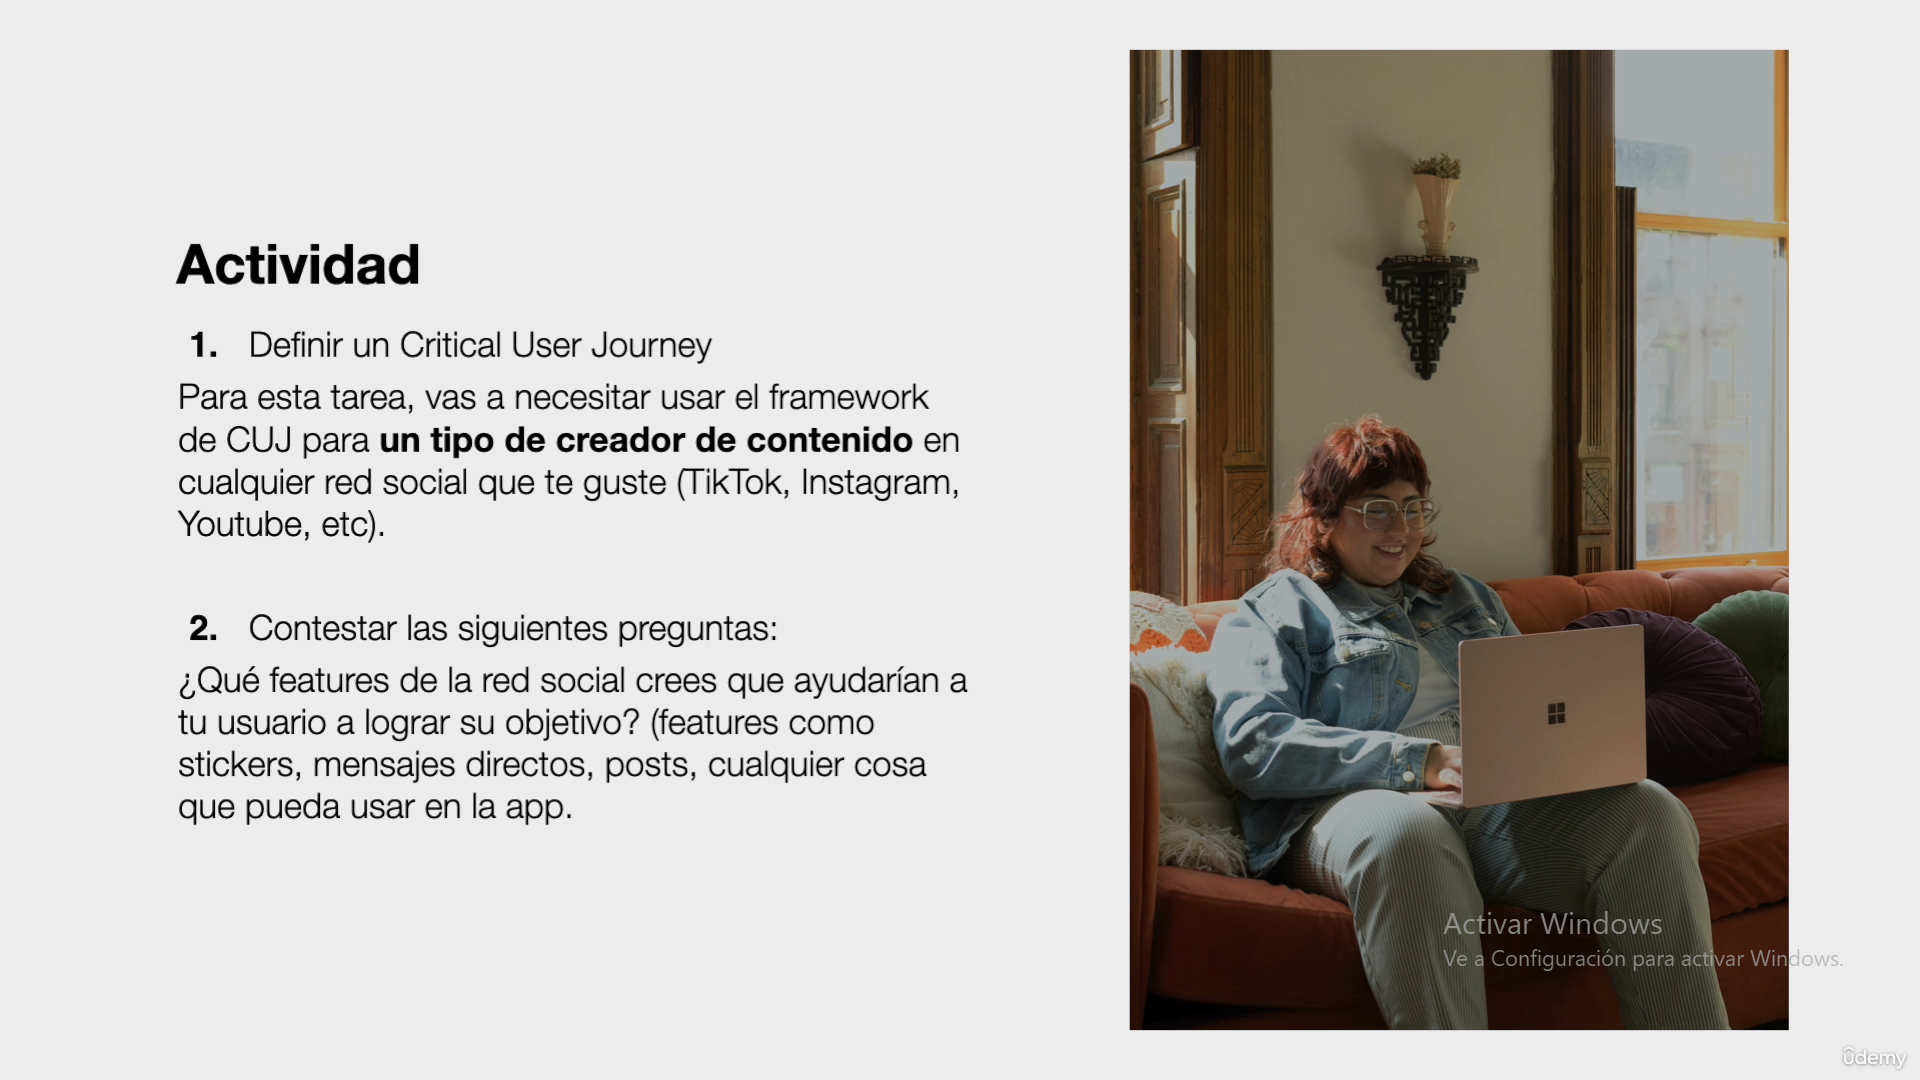 Actividad
1. Definir un Critical User Journey
Para esta tarea, vas a necesitar usar el framework
de CUJ para un tipo de creador de contenido en
cualquier red social que te guste (TikTok, Instagram,
Youtube, etc).
2. Contestar las siguientes preguntas:
¿Qué features de la red social crees que ayudarían a
tu usuario a lograr su objetivo? (features como
stickers, mensajes directos, posts, cualquier cosa
que pueda usar en la app.
Activar Windows
Ve a Configuración para activar Windows.
ûdemy